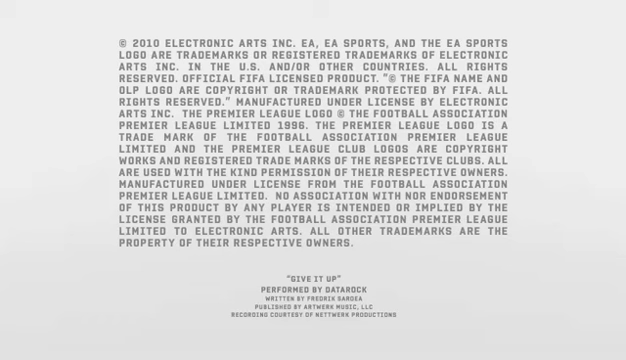 © 2010 ELECTRONIC ARTS INC. EA, EA SPORTS, AND THE EA SPORTS
LOGO ARE TRADEMARKS OR REGISTERED TRADEMARKS OF ELECTRONIC
ARTS INC. IN THE U.S. AND/OR OTHER COUNTRIES. ALL RIGHTS
RESERVED. OFFICIAL FIFA LICENSED PRODUCT. "© THE FIFA NAME AND
OLP LOGO ARE COPYRIGHT OR TRADEMARK PROTECTED BY FIFA. ALL
RIGHTS RESERVED." MANUFACTURED UNDER LICENSE BY ELECTRONIC
ARTS INC. THE PREMIER LEAGUE LOGO © THE FOOTBALL ASSOCIATION
PREMIER LEAGUE LIMITED 1996. THE PREMIER LEAGUE LOGO IS A
TRADE MARK OF THE FOOTBALL ASSOCIATION PREMIER LEAGUE
LIMITED AND THE PREMIER LEAGUE CLUB LOGOS ARE COPYRIGHT
WORKS AND REGISTERED TRADE MARKS OF THE RESPECTIVE CLUBS. ALL
ARE USED WITH THE KIND PERMISSION OF THEIR RESPECTIVE OWNERS.
MANUFACTURED UNDER LICENSE FROM THE FOOTBALL ASSOCIATION
PREMIER LEAGUE LIMITED. NO ASSOCIATION WITH NOR ENDORSEMENT
OF THIS PRODUCT BY ANY PLAYER IS INTENDED OR IMPLIED BY THE
LICENSE GRANTED BY THE FOOTBALL ASSOCIATION PREMIER LEAGUE
LIMITED TO ELECTRONIC ARTS. ALL OTHER TRADEMARKS ARE THE
PROPERTY OF THEIR RESPECTIVE OWNERS.
"GIVE IT UP"
PERFORMED BY DATAROCK
WRITTEN BY FREDRIK SAROEA
PUBLISHED BY ARTWERK MUSIC, LLC
RECORDING COURTESY OF NETTWERK PRODUCTIONS